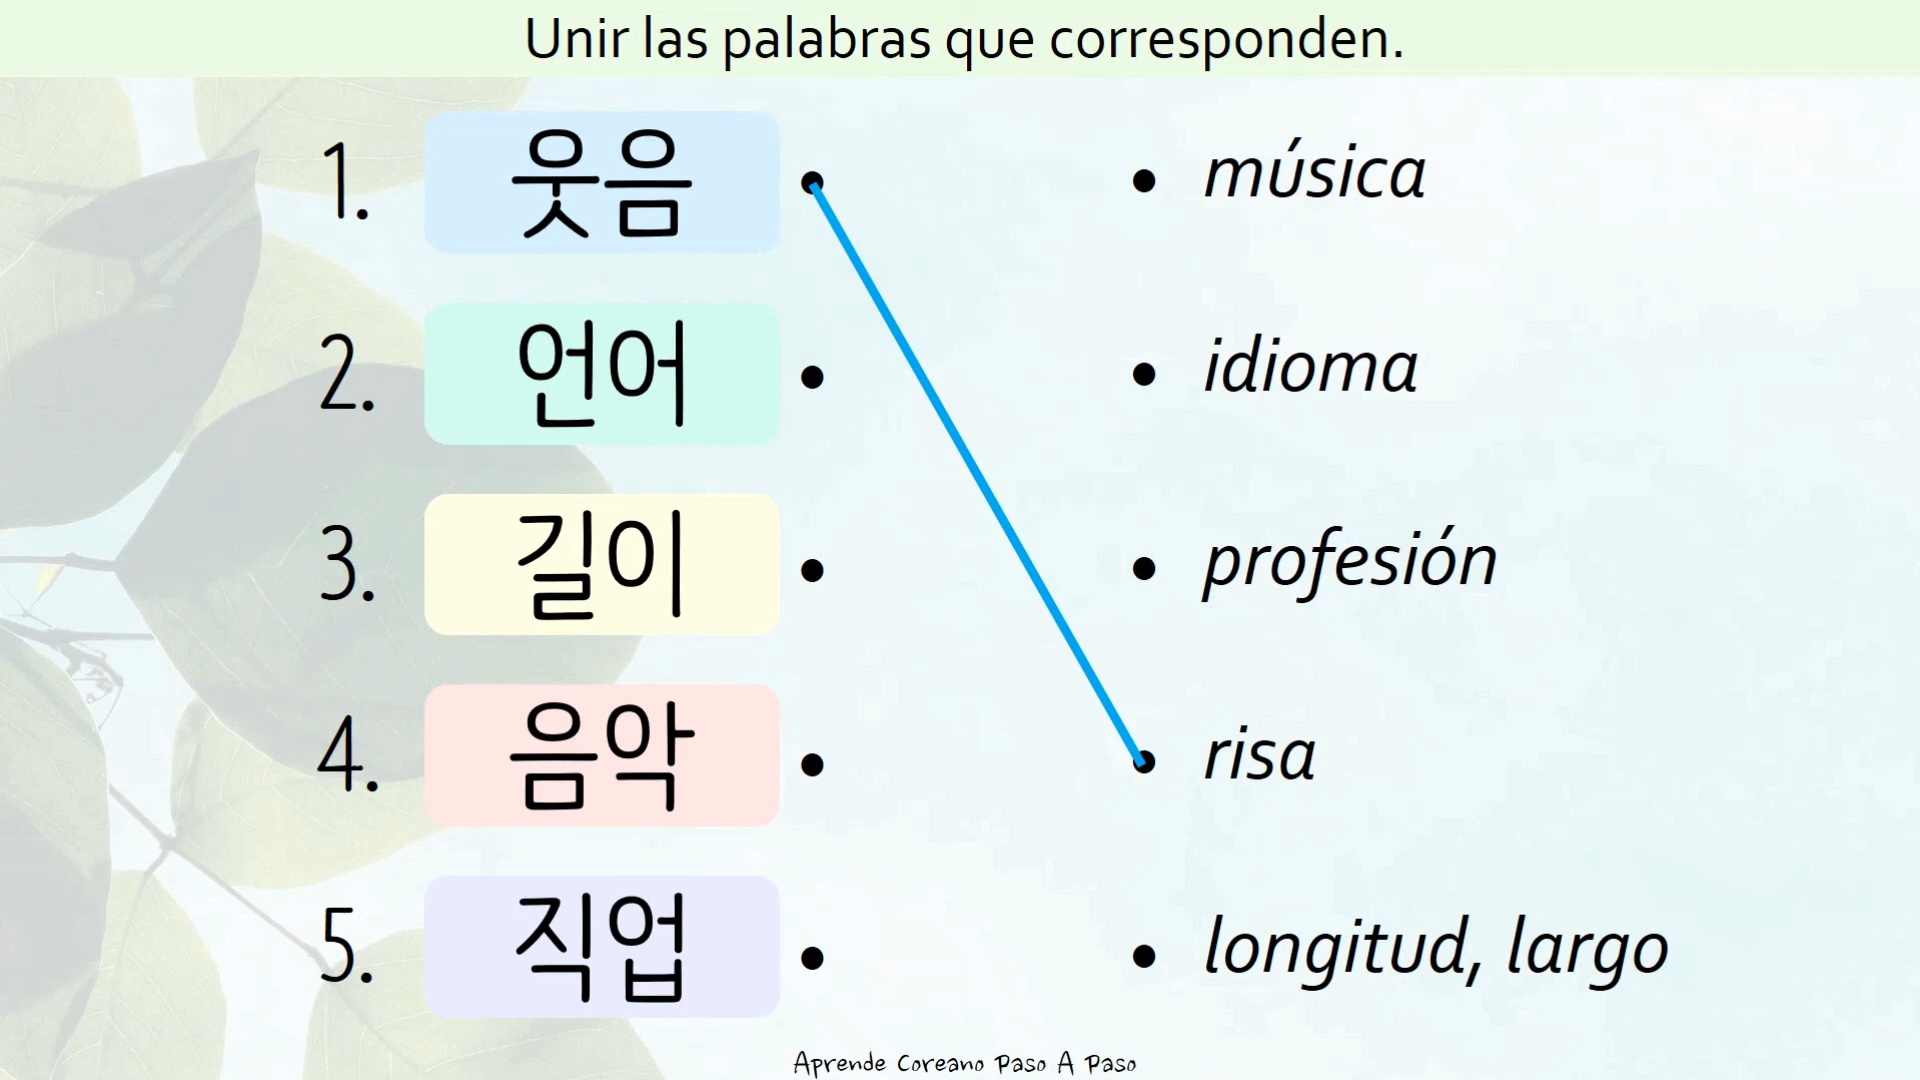 Unir las palabras que corresponden.
1. 웃음 • • música
2. 언어 • • idioma
3. 길이 • • profesión
4. 음악 • • risa
5. 직업 • • longitud, largo
Aprende Coreano Paso A Paso